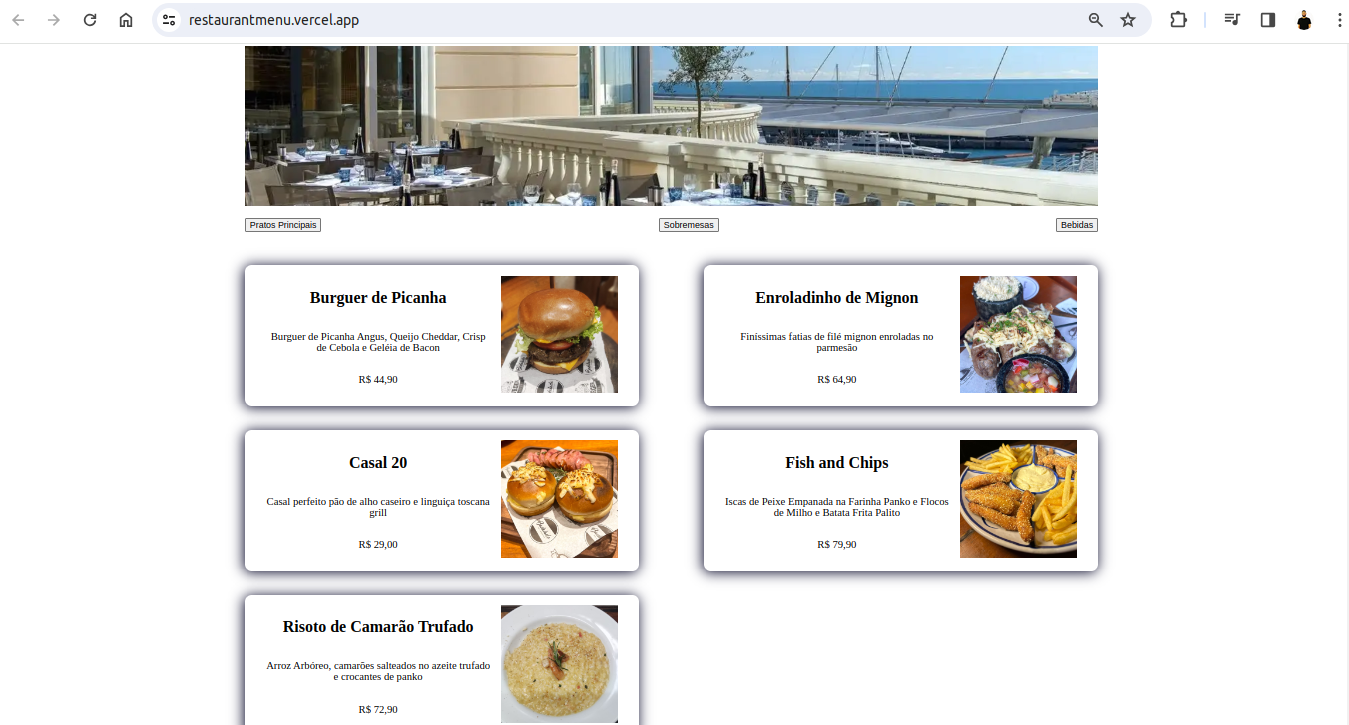 restaurantmenu.vercel.app
Pratos Principais
Sobremesas
Bebidas
Burguer de Picanha
Burguer de Picanha Angus, Queijo Cheddar, Crisp
de Cebola e Geléia de Bacon
R$ 44,90
Enroladinho de Mignon
Finíssimas fatias de filé mignon enroladas no
parmesão
R$ 64,90
Casal 20
Casal perfeito pão de alho caseiro e linguiça toscana
grill
R$ 29,00
Fish and Chips
Iscas de Peixe Empanada na Farinha Panko e Flocos
de Milho e Batata Frita Palito
R$ 79,90
Risoto de Camarão Trufado
Arroz Arbóreo, camarões salteados no azeite trufado
e crocantes de panko
R$ 72,90